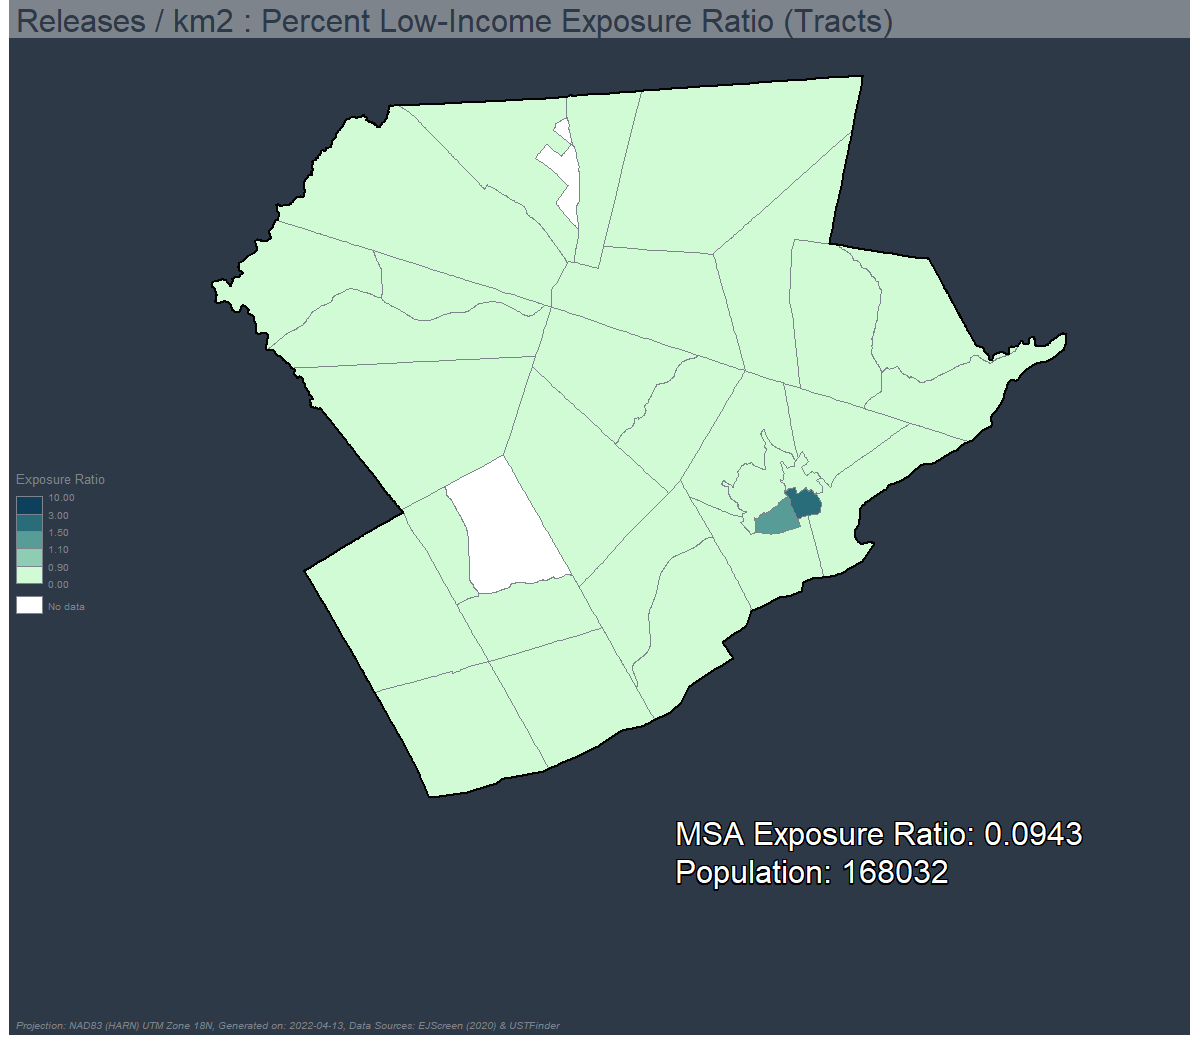 Releases / km2 : Percent Low-Income Exposure Ratio (Tracts)
Exposure Ratio
10.00
3.00
1.50
1.10
0.90
0.00
No data
MSA Exposure Ratio: 0.0943
Population: 168032
Projection: NAD83 (HARN) UTM Zone 18N, Generated on: 2022-04-13, Data Sources: EJScreen (2020) & USTFinder